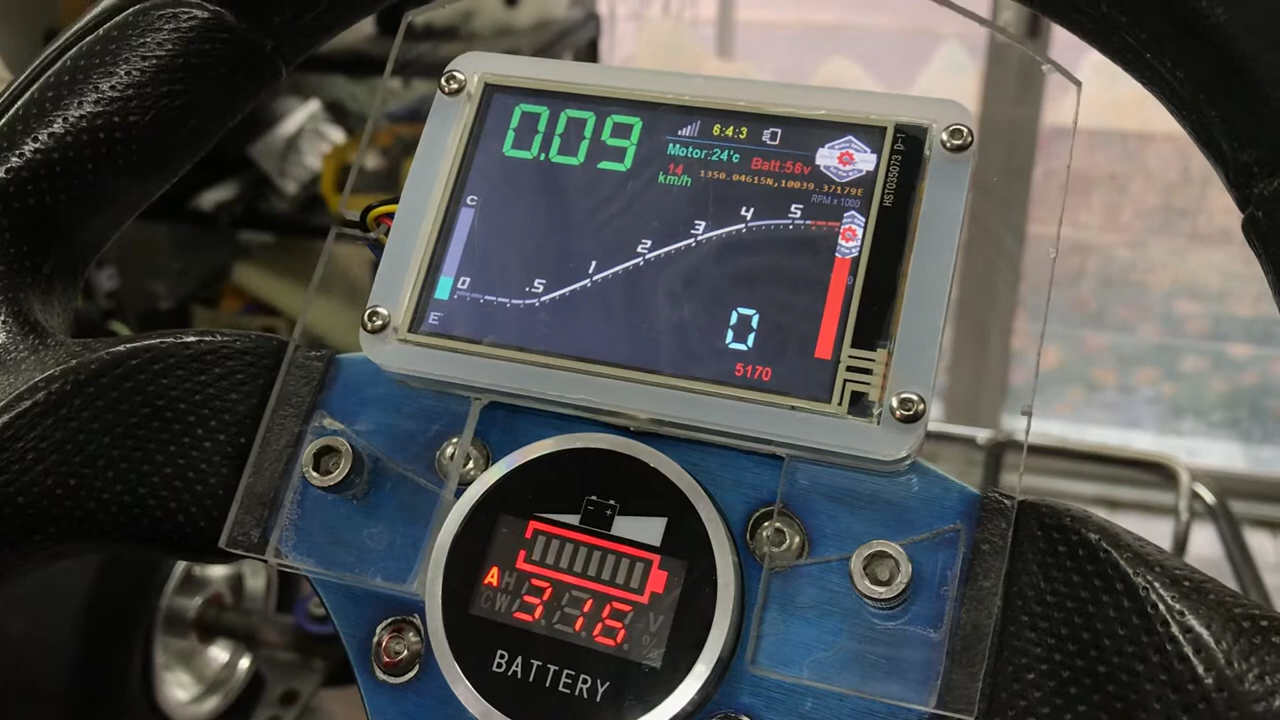 0.09
6:4:3
Motor:24'c
Batt:56v
14
km/h
1350.04615N,10039.37179E
RPM x 1000
HST035073 D-1
C
0 .5 1 2 3 4 5
E
0
5170
- +
A H
C W
V
%
BATTERY